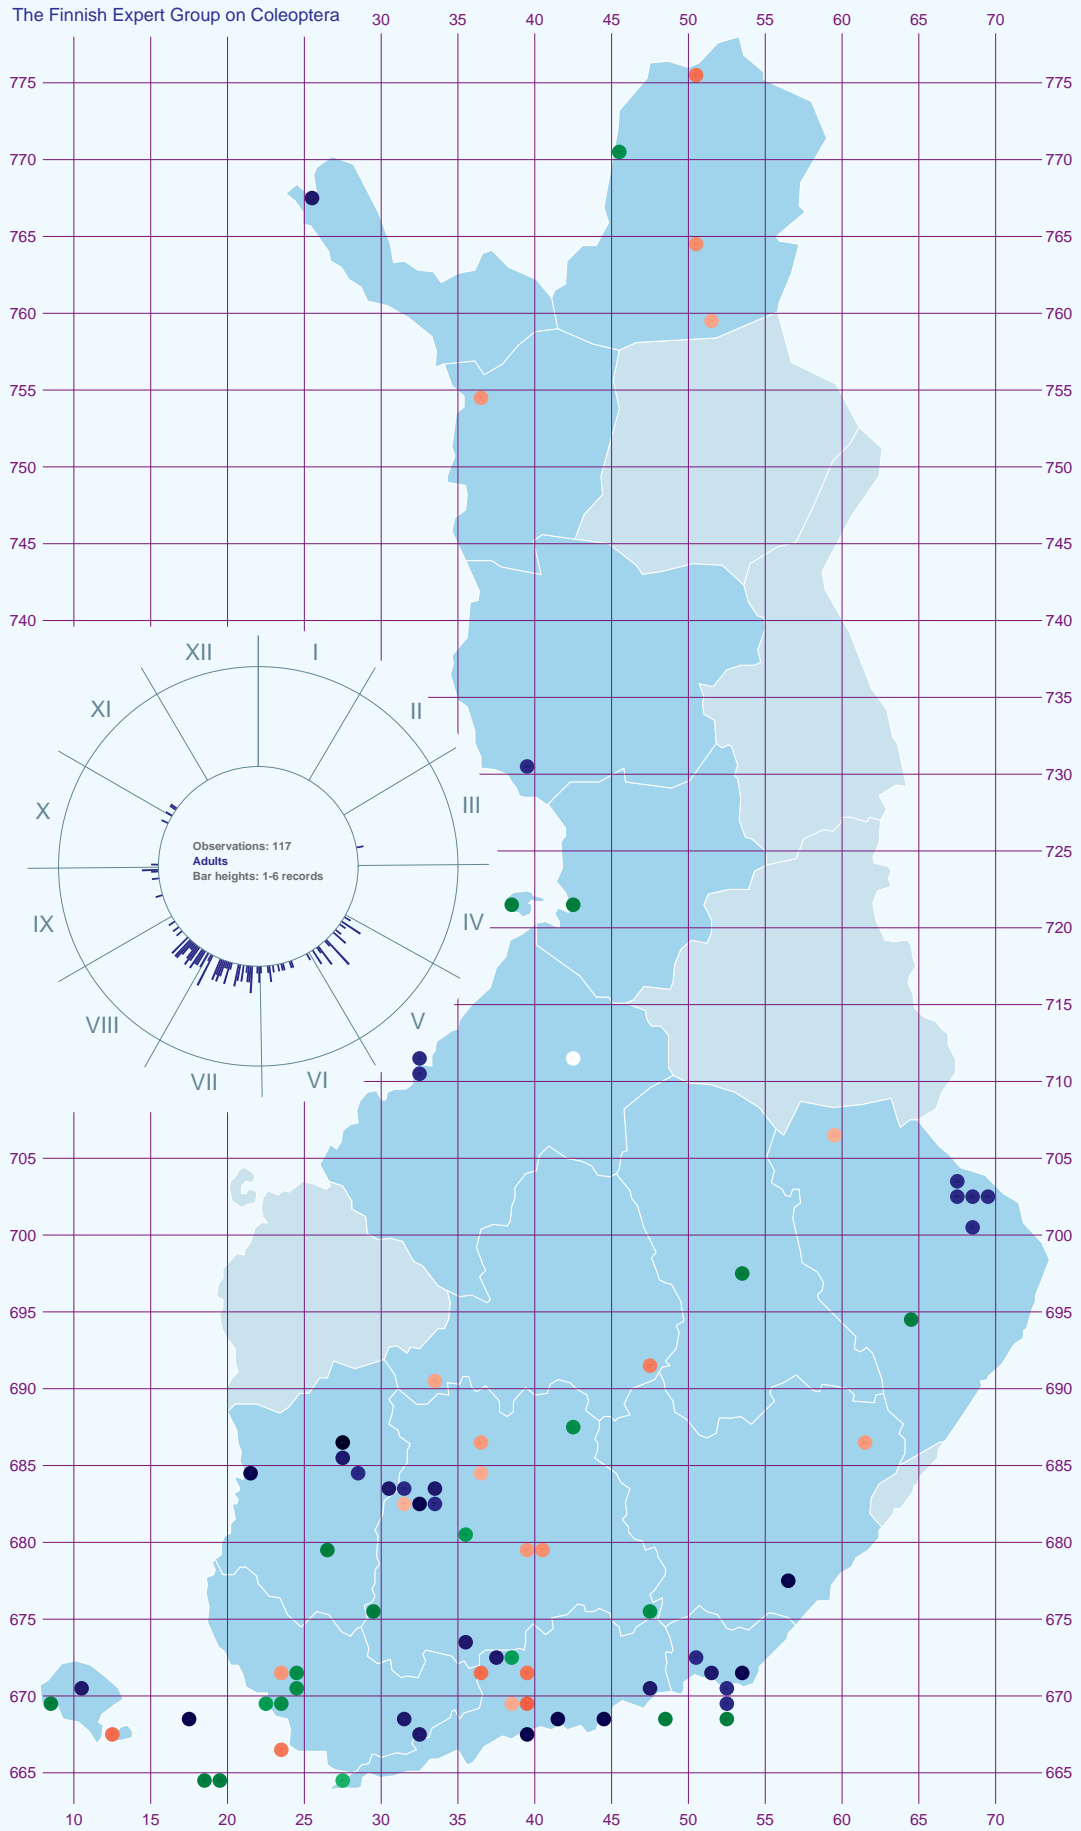 The Finnish Expert Group on Coleoptera
30 35 40 45 50 55 60 65 70
775 775
770 770
765 765
760 760
755 755
750 750
745 745
740 740
XII I
XI II
735
730
X III
Observations: 117
Adults
Bar heights: 1-6 records
725
IX IV
720
715
VIII V
VII VI
710
705 705
700 700
695 695
690 690
685 685
680 680
675 675
670 670
665 665
10 15 20 25 30 35 40 45 50 55 60 65 70